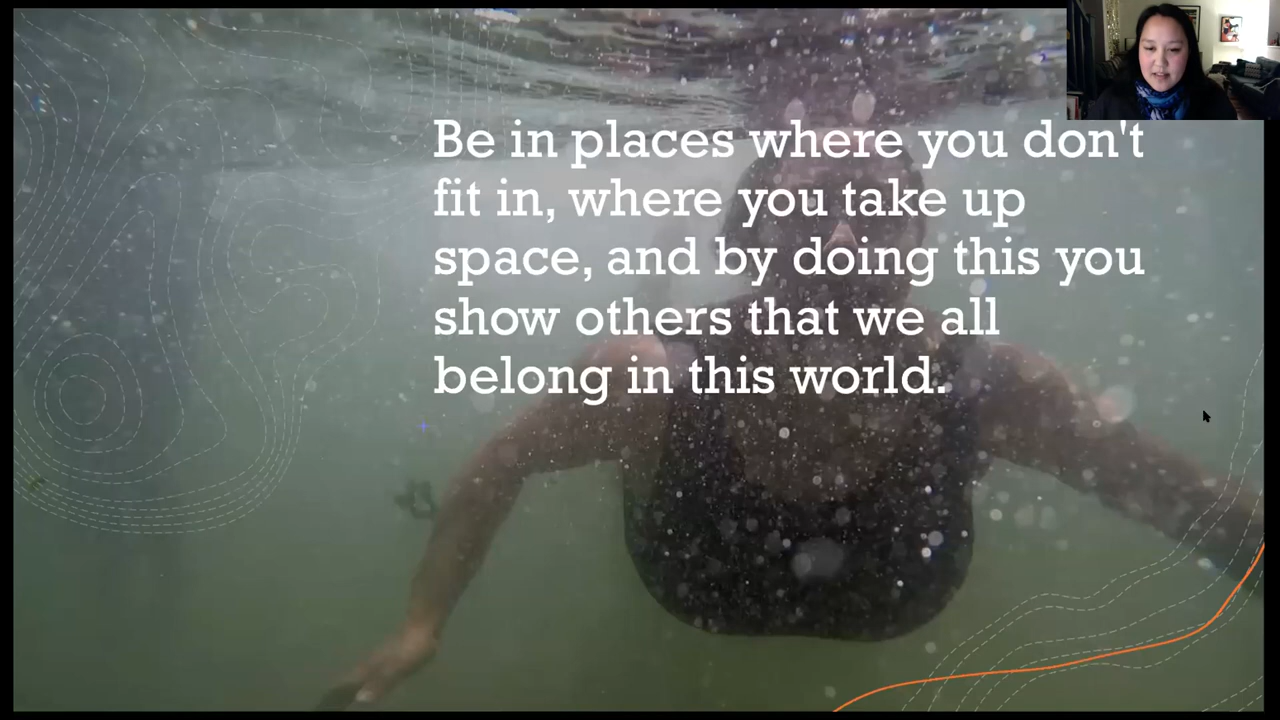 Be in places where you don't
fit in, where you take up
space, and by doing this you
show others that we all
belong in this world.